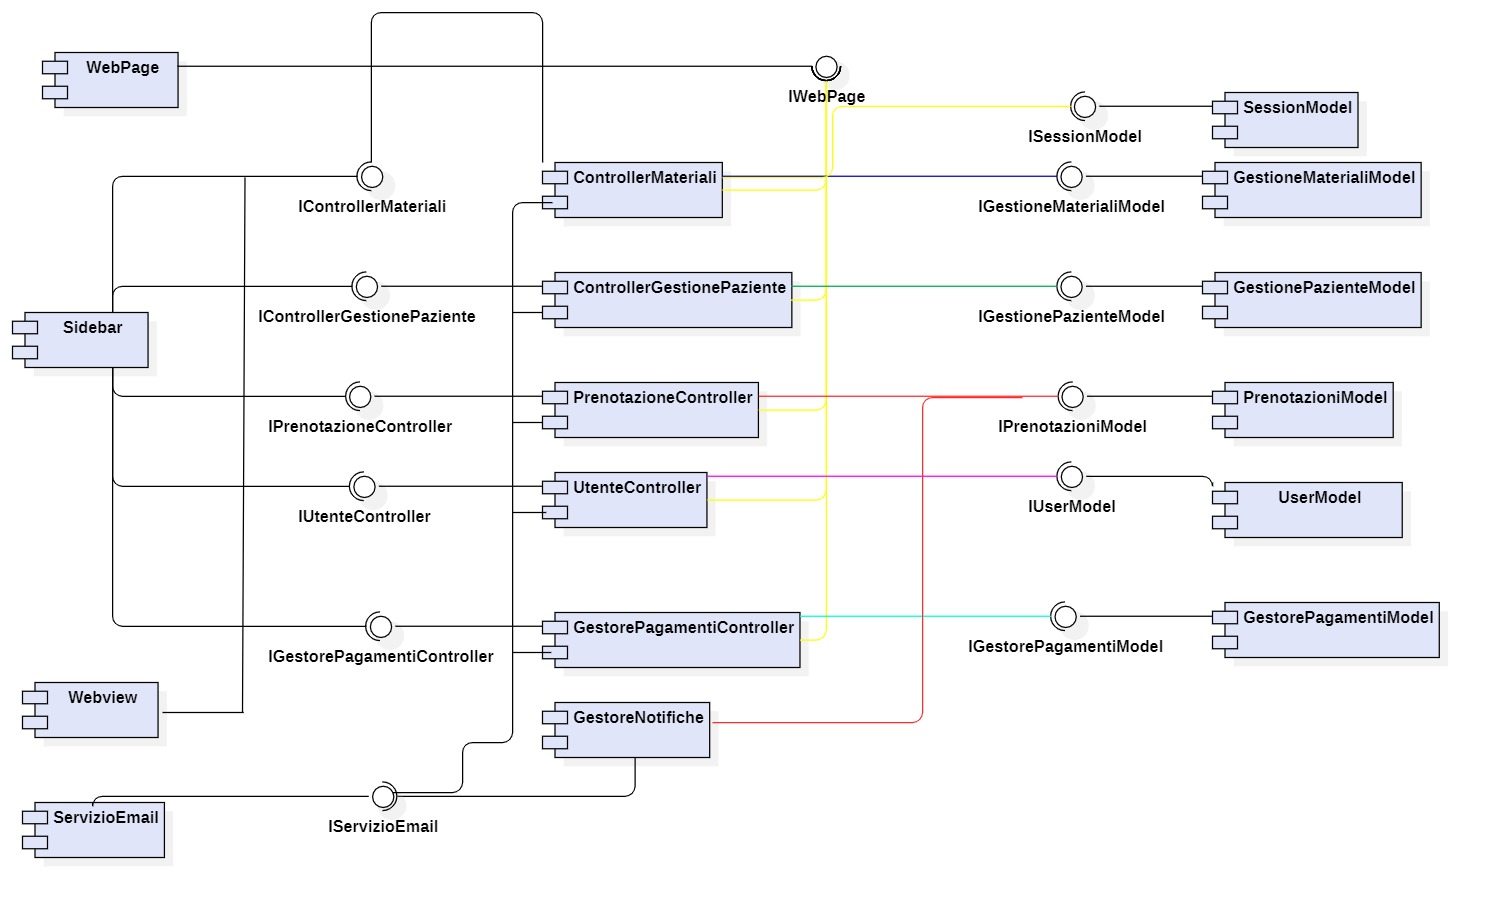 WebPage
IWebPage
SessionModel
ISessionModel
ControllerMateriali
GestioneMaterialiModel
IControllerMateriali
IGestioneMaterialiModel
ControllerGestionePaziente
GestionePazienteModel
IControllerGestionePaziente
IGestionePazienteModel
Sidebar
PrenotazioneController
PrenotazioniModel
IPrenotazioneController
IPrenotazioniModel
UtenteController
UserModel
IUtenteController
IUserModel
GestorePagamentiController
GestorePagamentiModel
IGestorePagamentiController
IGestorePagamentiModel
Webview
GestoreNotifiche
ServizioEmail
IServizioEmail